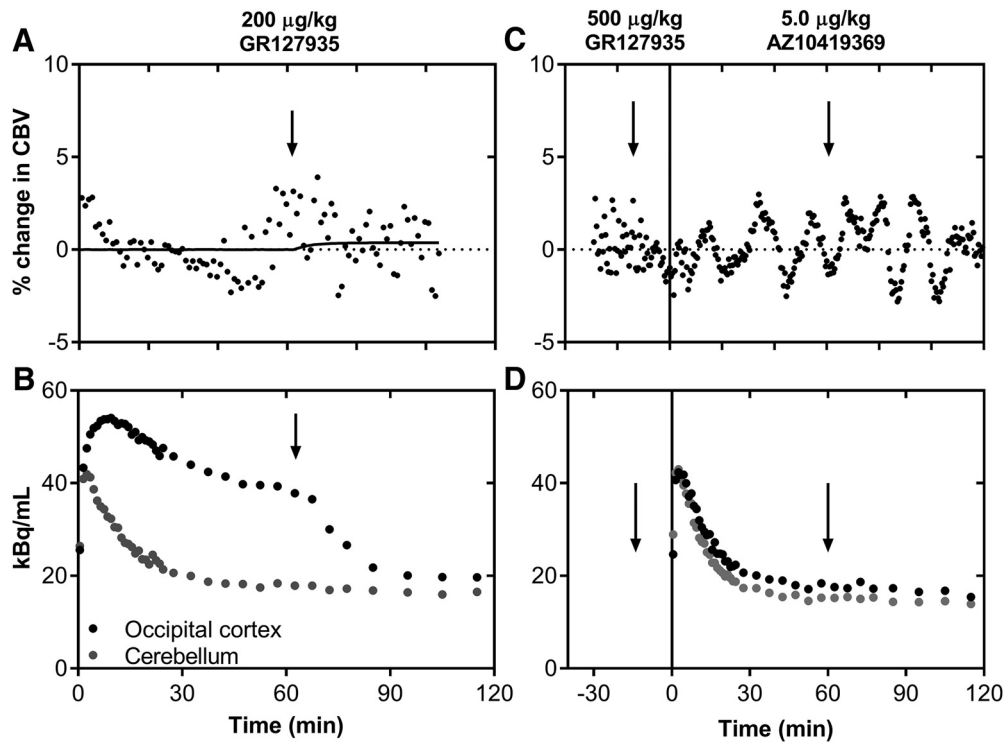 A
200 μg/kg
GR127935
C
500 μg/kg
GR127935
5.0 μg/kg
AZ10419369
% change in CBV
10
5
0
-5
10
5
0
-5
B
kBq/mL
60
40
20
0
Occipital cortex
Cerebellum
0 30 60 90 120
Time (min)
D
60
40
20
0
-30 0 30 60 90 120
Time (min)